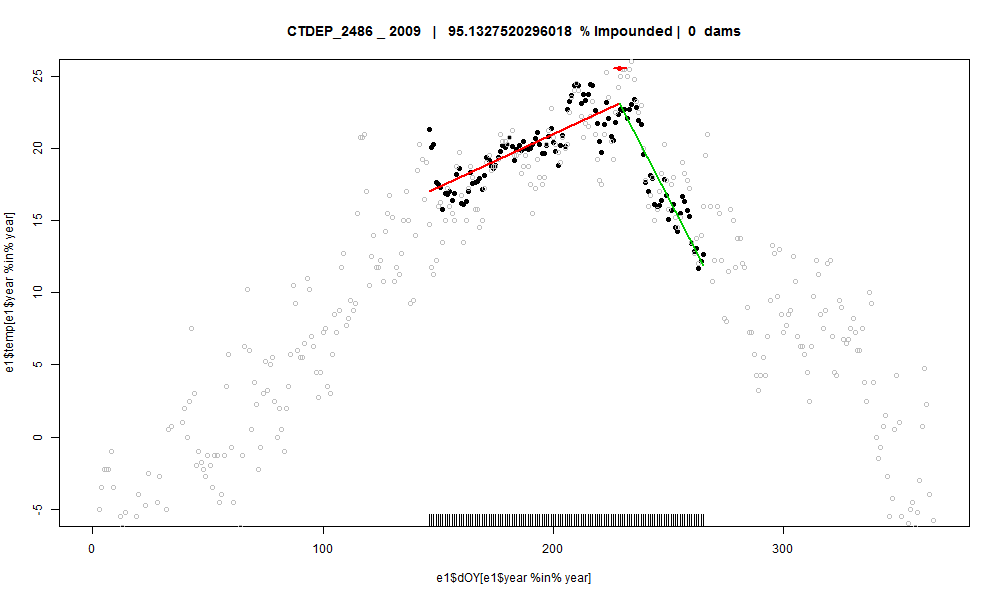 CTDEP_2486 _ 2009 | 95.1327520296018 % Impounded | 0 dams
e1$temp[e1$year %in% year]
25
20
15
10
5
0
-5
0 100 200 300
e1$dOY[e1$year %in% year]